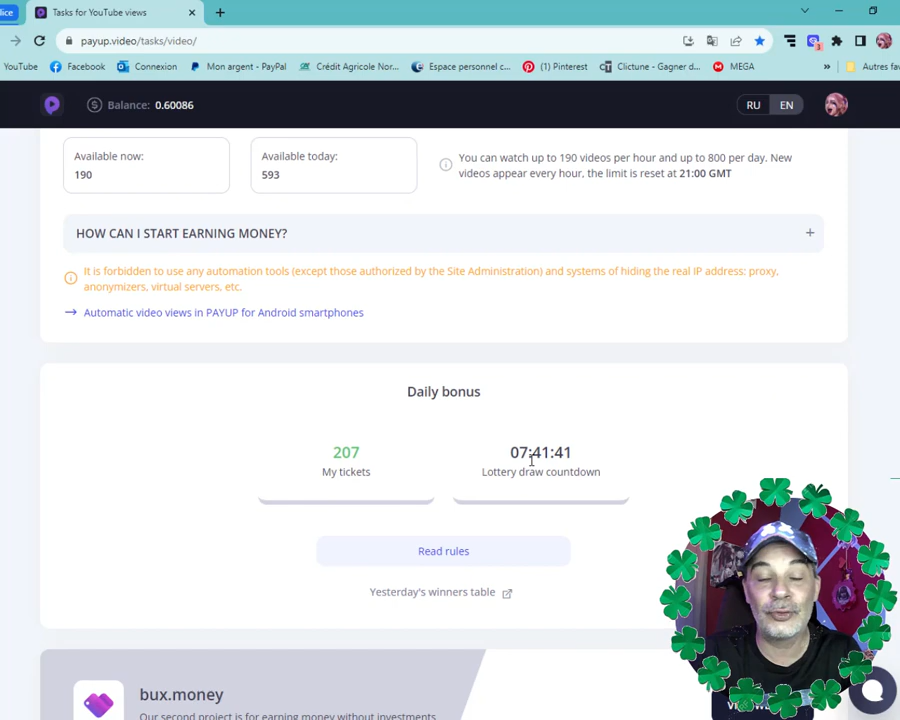 lice
Tasks for YouTube views
payup.video/tasks/video/
YouTube Facebook Connexion Mon argent - PayPal Crédit Agricole Nor... Espace personnel c... (1) Pinterest Clictune - Gagner d... MEGA » Autres fav
Balance: 0.60086 RU EN
Available now:
190
Available today:
593
You can watch up to 190 videos per hour and up to 800 per day. New
videos appear every hour, the limit is reset at 21:00 GMT
HOW CAN I START EARNING MONEY? +
It is forbidden to use any automation tools (except those authorized by the Site Administration) and systems of hiding the real IP address: proxy,
anonymizers, virtual servers, etc.
→ Automatic video views in PAYUP for Android smartphones
Daily bonus
207
My tickets
07:41:41
Lottery draw countdown
Read rules
Yesterday's winners table
bux.money
Our second project is for earning money without investments